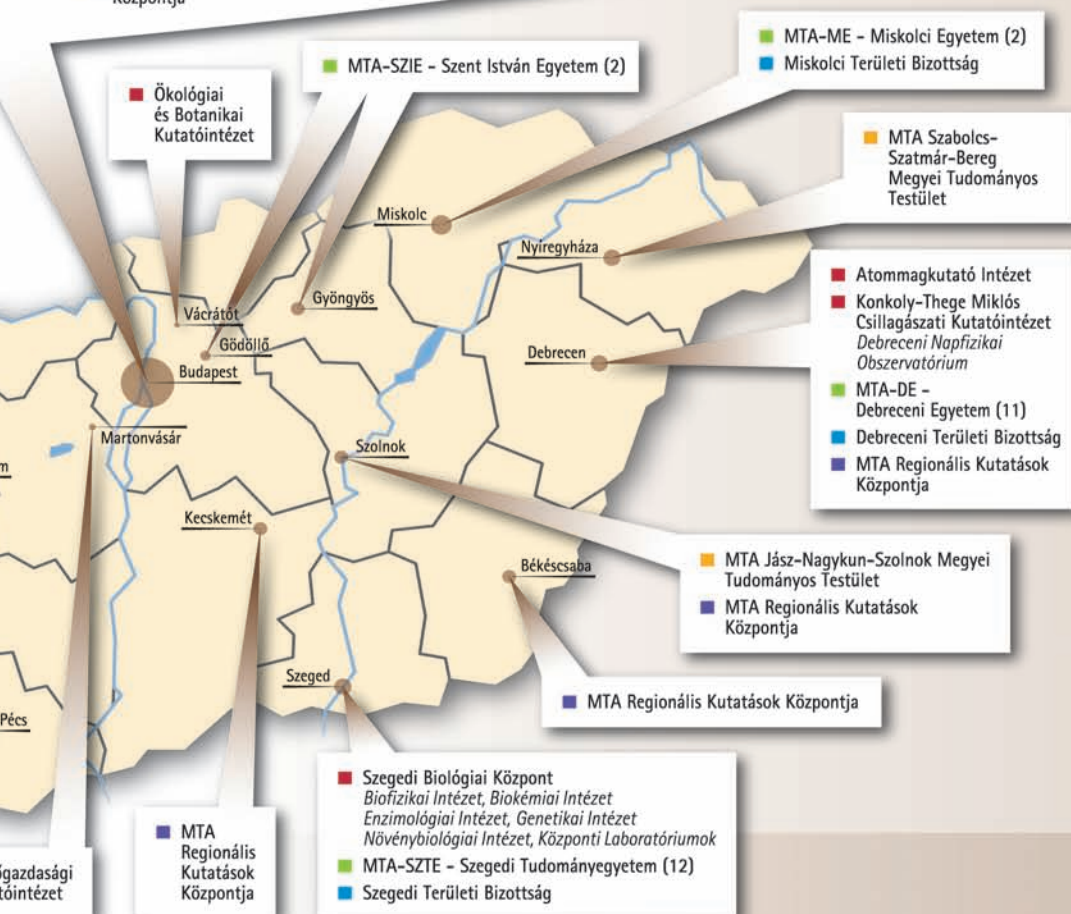 Központja
MTA-ME - Miskolci Egyetem (2)
Miskolci Területi Bizottság
MTA-SZIE - Szent István Egyetem (2)
Ökológiai
és Botanikai
Kutatóintézet
MTA Szabolcs-
Szatmár-Bereg
Megyei Tudományos
Testület
Miskolc
Nyíregyháza
Gyöngyös
Vácrátót
Gödöllő
Budapest
Debrecen
Martonvásár
Szolnok
m
Kecskemét
Békéscsaba
Szeged
Pécs
Atommagkutató Intézet
Konkoly-Thege Miklós
Csillagászati Kutatóintézet
Debreceni Napfizikai
Obszervatórium
MTA-DE -
Debreceni Egyetem (11)
Debreceni Területi Bizottság
MTA Regionális Kutatások
Központja
MTA Jász-Nagykun-Szolnok Megyei
Tudományos Testület
MTA Regionális Kutatások
Központja
MTA Regionális Kutatások Központja
Szegedi Biológiai Központ
Biofizikai Intézet, Biokémiai Intézet
Enzimológiai Intézet, Genetikai Intézet
Növénybiológiai Intézet, Központi Laboratóriumok
MTA-SZTE - Szegedi Tudományegyetem (12)
Szegedi Területi Bizottság
MTA
Regionális
Kutatások
Központja
őgazdasági
tóintézet